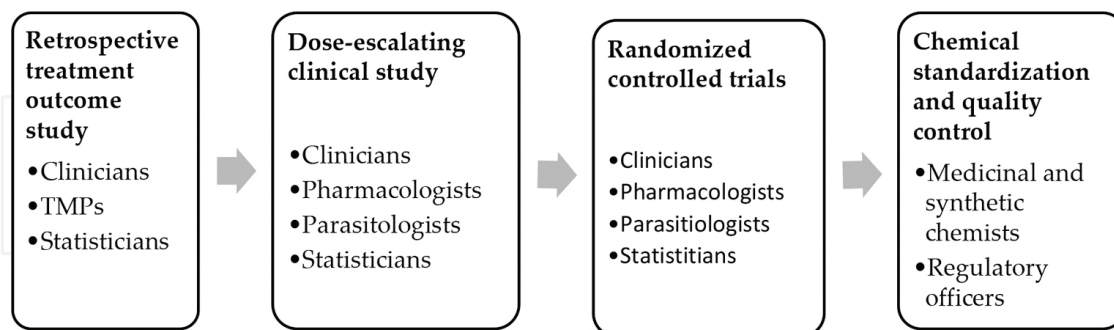 Retrospective
treatment
outcome
study
•Clinicians
•TMPs
•Statisticians
Dose-escalating
clinical study
•Clinicians
•Pharmacologists
•Parasitologists
•Statisticians
Randomized
controlled trials
•Clinicians
•Pharmacologists
•Parasitiologists
•Statistitians
Chemical
standardization
and quality
control
•Medicinal and
synthetic
chemists
•Regulatory
officers